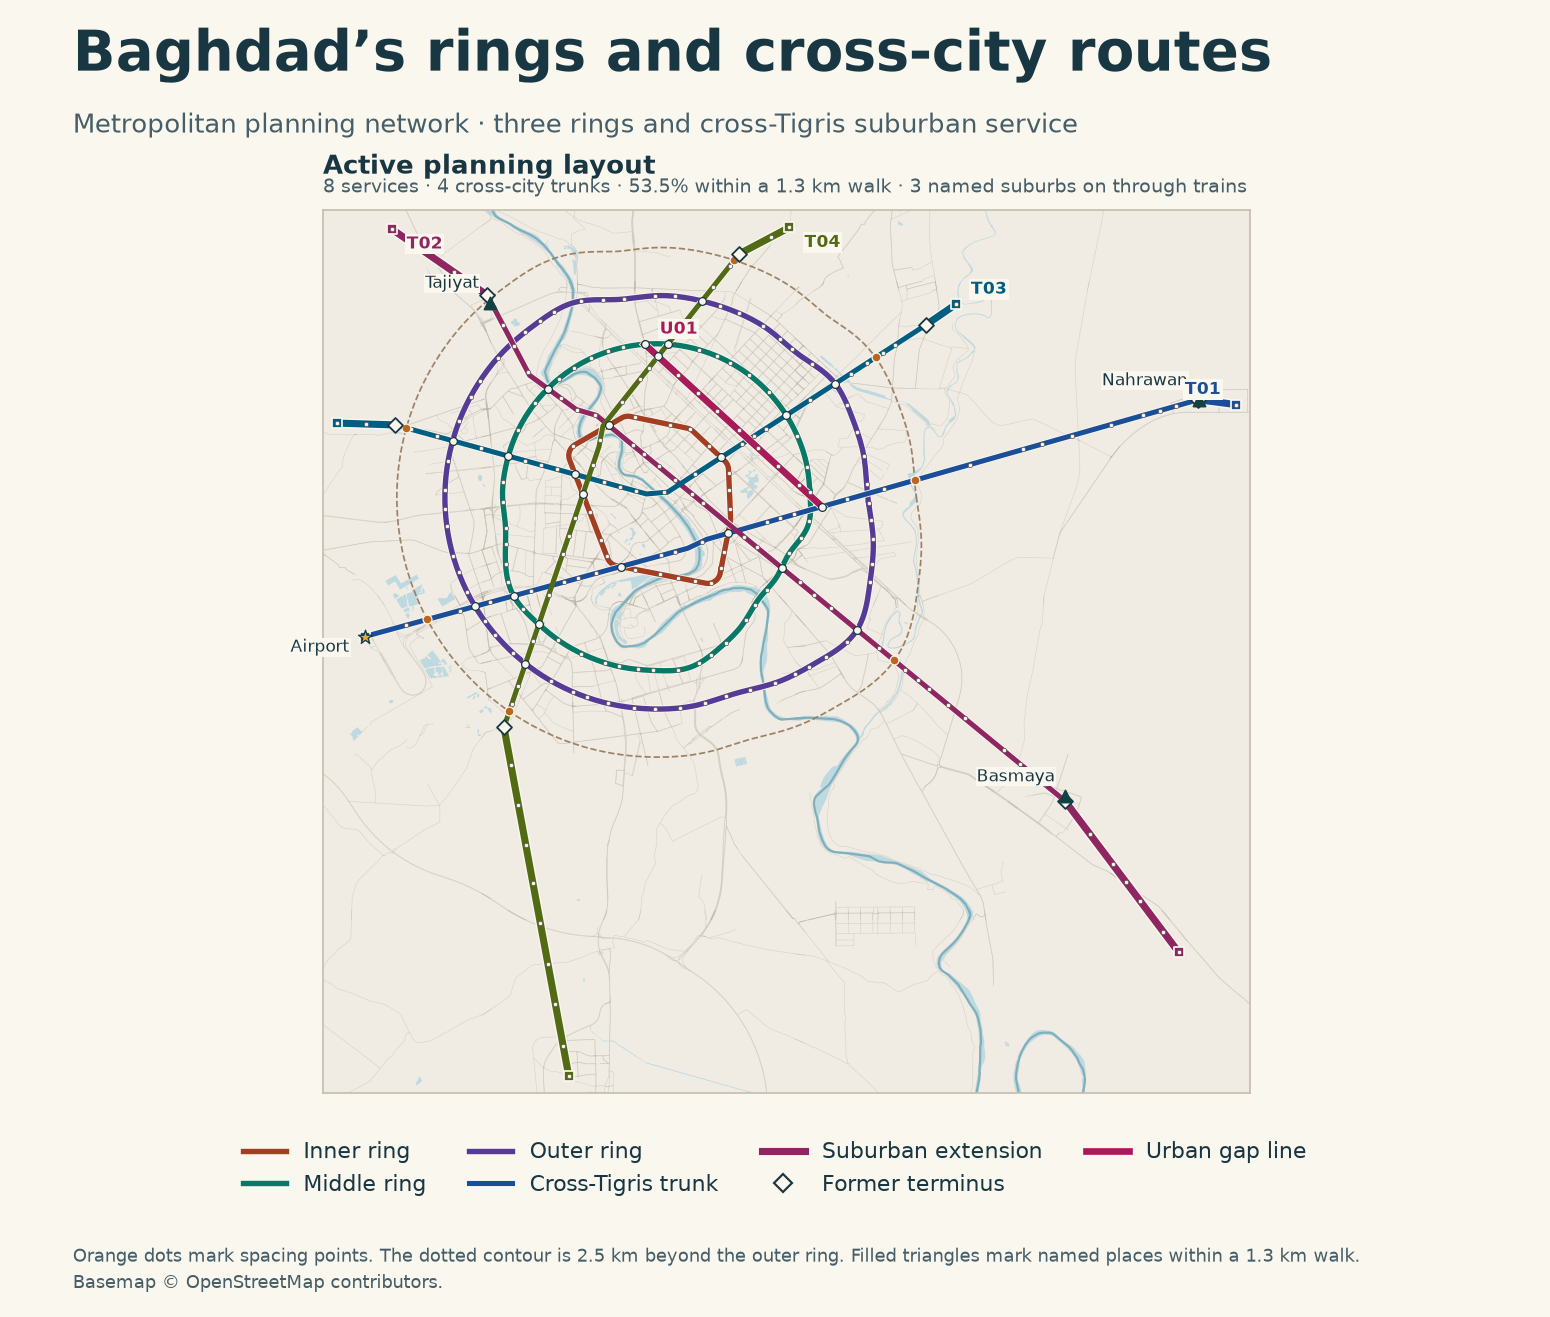 Baghdad’s rings and cross-city routes
Metropolitan planning network · three rings and cross-Tigris suburban service
Active planning layout
8 services · 4 cross-city trunks · 53.5% within a 1.3 km walk · 3 named suburbs on through trains
T02
T04
Tajiyat
T03
U01
Nahrawan
T01
Airport
Basmaya
Inner ring
Outer ring
Suburban extension
Urban gap line
Middle ring
Cross-Tigris trunk
Former terminus
Orange dots mark spacing points. The dotted contour is 2.5 km beyond the outer ring. Filled triangles mark named places within a 1.3 km walk.
Basemap © OpenStreetMap contributors.